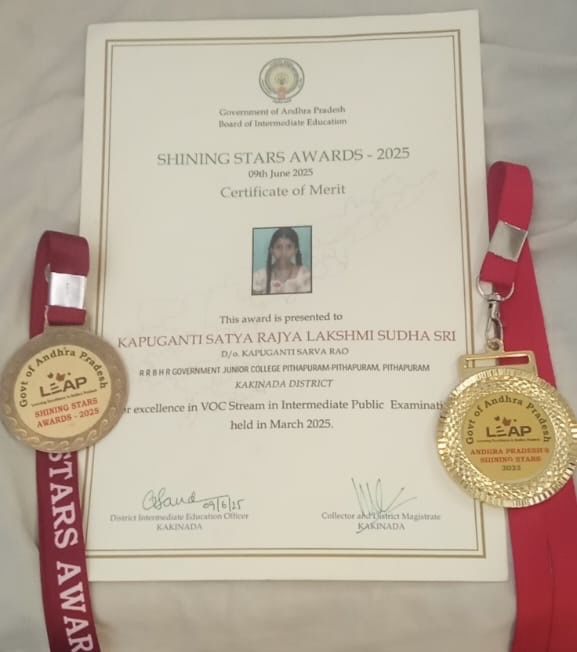 Government of Andhra Pradesh
Board of Intermediate Education
SHINING STARS AWARDS - 2025
09th June 2025
Certificate of Merit
This award is presented to
KAPUGANTI SATYA RAJYA LAKSHMI SUDHA SRI
D/o. KAPUGANTI SARVA RAO
R R B H R GOVERNMENT JUNIOR COLLEGE PITHAPURAM-PITHAPURAM, PITHAPURAM
KAKINADA DISTRICT
excellence in VOC Stream in Intermediate Public
held in March 2025.
09/6/25
District Intermediate Education Officer
KAKINADA
Collector and District Magistrate
KAKINADA
Govt of Andhra Pradesh
LEAP
SHINING STARS
AWARDS - 2025
STARS AWAR
Govt of Andhra Pradesh
LEAP
ANDHRA PRADESH'S
SHINING STARS
2025